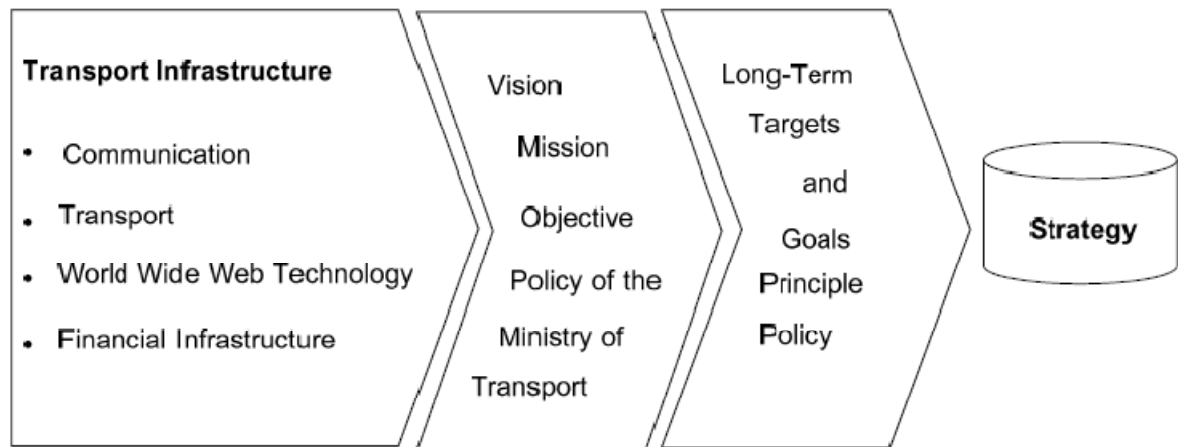 Transport Infrastructure
• Communication
• Transport
• World Wide Web Technology
• Financial Infrastructure
Vision
Mission
Objective
Policy of the
Ministry of
Transport
Long-Term
Targets
and
Goals
Principle
Policy
Strategy